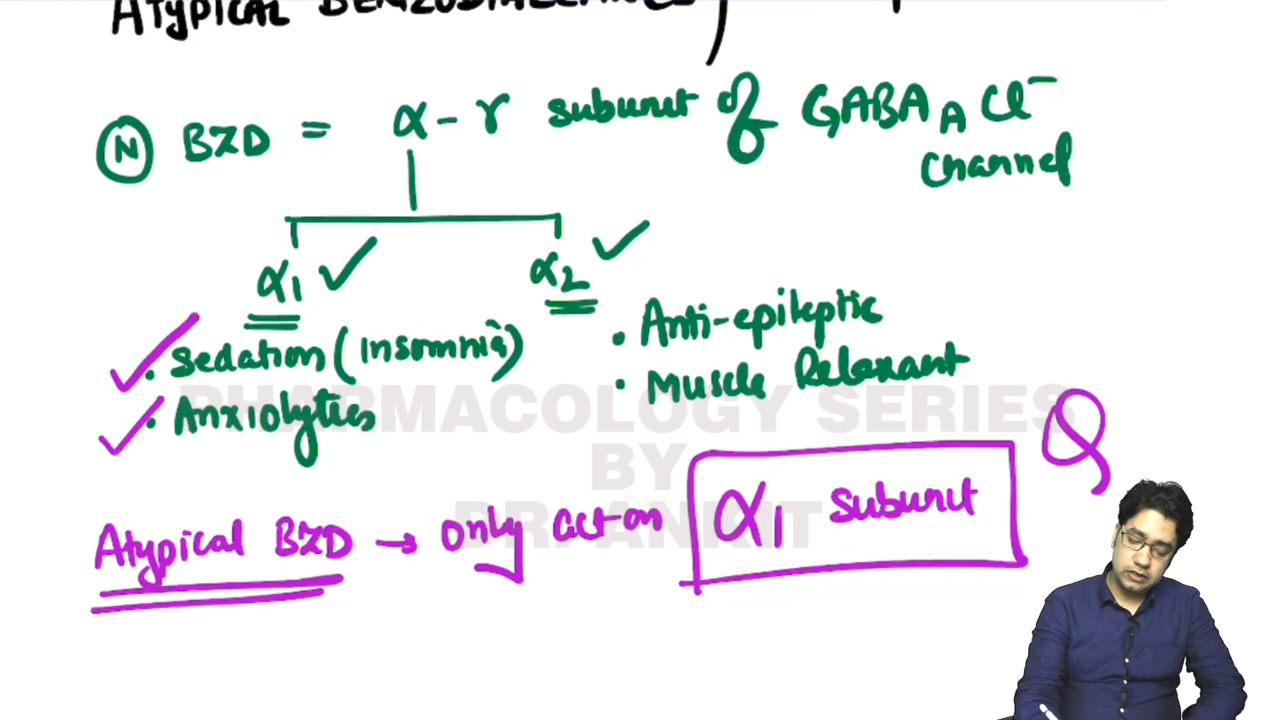 ATYPICAL BENZODIAZEPINES
(N) BZD = α - γ subunit of GABA A Cl⁻
Channel
α1 α2
• Sedation (Insomnia)
• Anxiolytics
• Anti-epileptic
• Muscle Relaxant
PHARMACOLOGY SERIES
BY
DR. ANKIT
Q
Atypical BZD → only act on α1 subunit